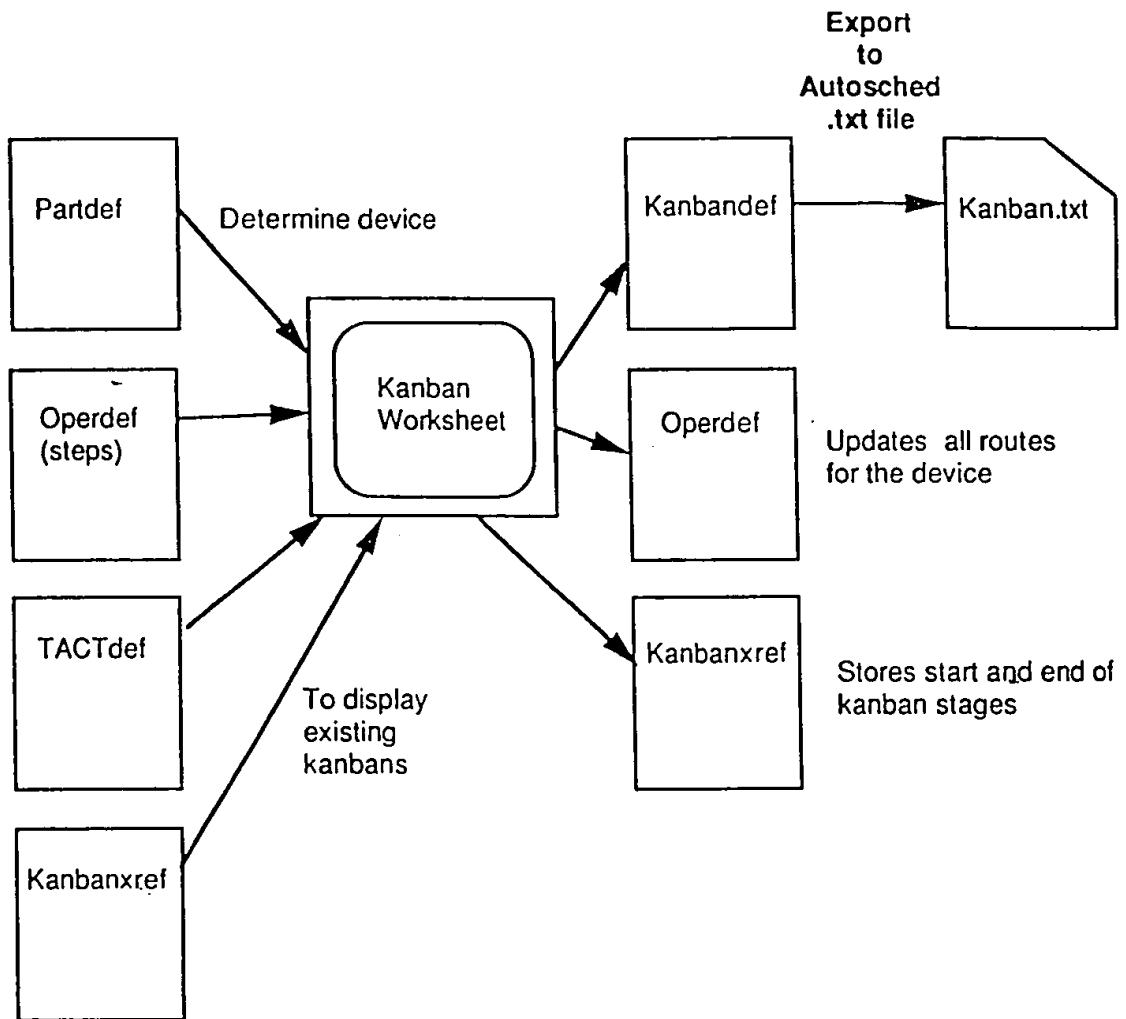 Export
to
Autosched
.txt file
Partdef
Determine device
Kanbandef
Kanban.txt
Operdef
(steps)
Kanban
Worksheet
Operdef
Updates all routes
for the device
TACTdef
To display
existing
kanbans
Kanbanxref
Stores start and end of
kanban stages
Kanbanxref